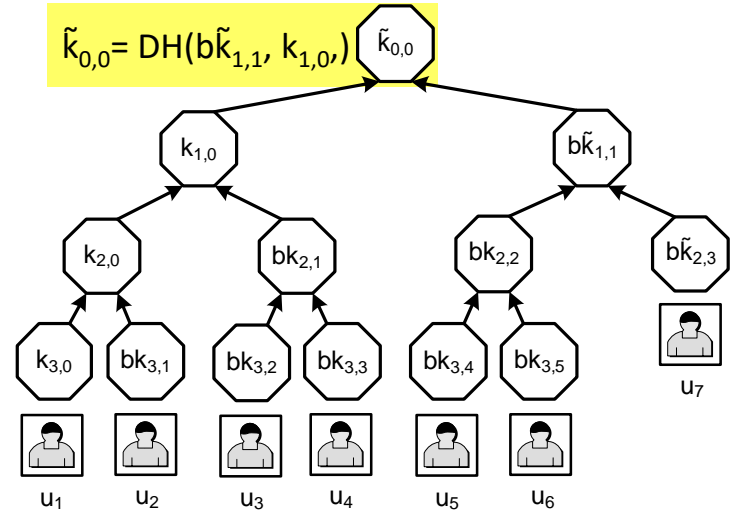 k̃0,0= DH(bk̃1,1, k1,0,)
k̃0,0
k1,0
bk̃1,1
k2,0
bk2,1
bk2,2
bk̃2,3
k3,0
bk3,1
bk3,2
bk3,3
bk3,4
bk3,5
u7
u1
u2
u3
u4
u5
u6